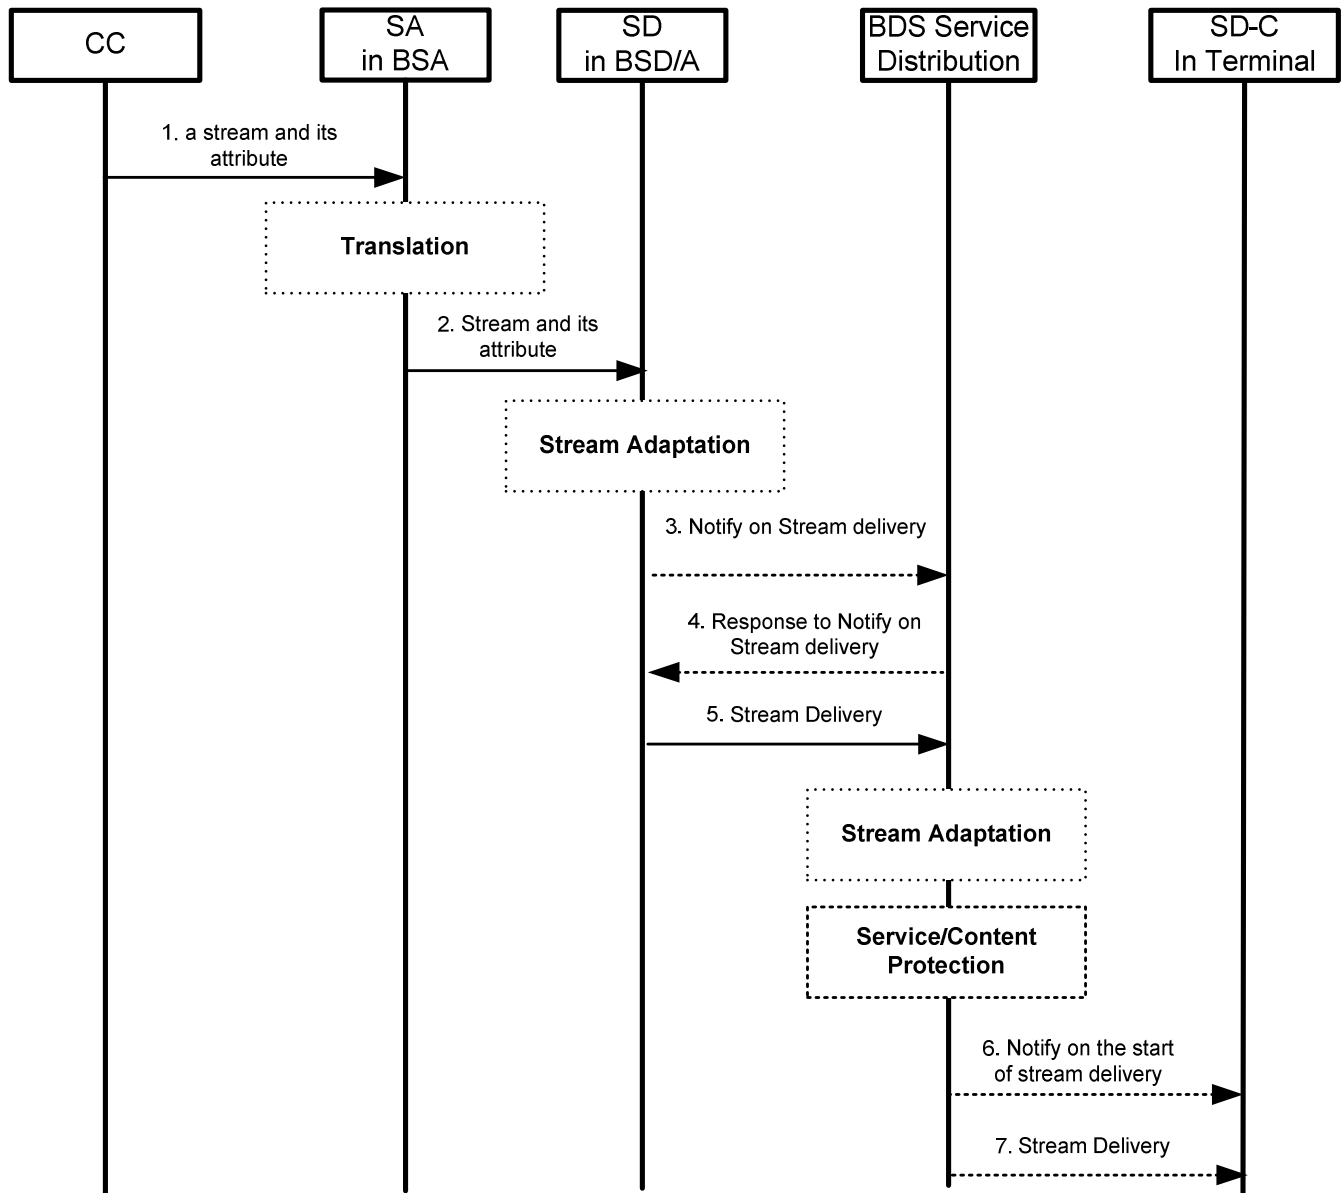 CC
SA
in BSA
SD
in BSD/A
BDS Service
Distribution
SD-C
In Terminal
1. a stream and its
attribute
Translation
2. Stream and its
attribute
Stream Adaptation
3. Notify on Stream delivery
4. Response to Notify on
Stream delivery
5. Stream Delivery
Stream Adaptation
Service/Content
Protection
6. Notify on the start
of stream delivery
7. Stream Delivery